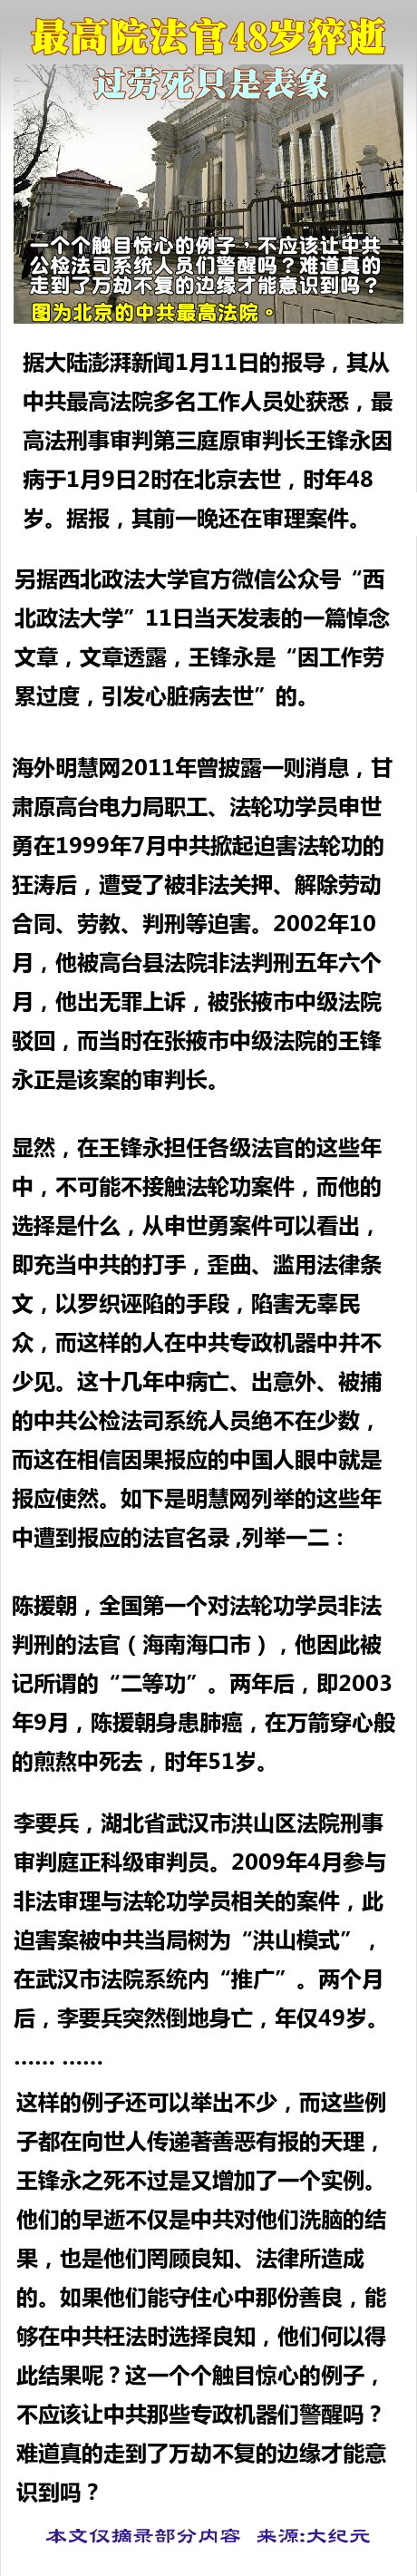 最高院法官48岁猝逝
过劳死只是表象
一个个触目惊心的例子，不应该让中共
公检法司系统人员们警醒吗？难道真的
走到了万劫不复的边缘才能意识到吗？
图为北京的中共最高法院。
据大陆澎湃新闻1月11日的报导，其从
中共最高法院多名工作人员处获悉，最
高法刑事审判第三庭原审判长王锋永因
病于1月9日2时在北京去世，时年48
岁。据报，其前一晚还在审理案件。
另据西北政法大学官方微信公众号“西
北政法大学”11日当天发表的一篇悼念
文章，文章透露，王锋永是“因工作劳
累过度，引发心脏病去世”的。
海外明慧网2011年曾披露一则消息，甘
肃原高台电力局职工、法轮功学员申世
勇在1999年7月中共掀起迫害法轮功的
狂涛后，遭受了被非法关押、解除劳动
合同、劳教、判刑等迫害。2002年10
月，他被高台县法院非法判刑五年六个
月，他出无罪上诉，被张掖市中级法院
驳回，而当时在张掖市中级法院的王锋
永正是该案的审判长。
显然，在王锋永担任各级法官的这些年
中，不可能不接触法轮功案件，而他的
选择是什么，从申世勇案件可以看出，
即充当中共的打手，歪曲、滥用法律条
文，以罗织诬陷的手段，陷害无辜民
众，而这样的人在中共专政机器中并不
少见。这十几年中病亡、出意外、被捕
的中共公检法司系统人员绝不在少数，
而这在相信因果报应的中国人眼中就是
报应使然。如下是明慧网列举的这些年
中遭到报应的法官名录 ,列举一二：
陈援朝，全国第一个对法轮功学员非法
判刑的法官（海南海口市），他因此被
记所谓的“二等功”。两年后，即2003
年9月，陈援朝身患肺癌，在万箭穿心般
的煎熬中死去，时年51岁。
李要兵，湖北省武汉市洪山区法院刑事
审判庭正科级审判员。2009年4月参与
非法审理与法轮功学员相关的案件，此
迫害案被中共当局树为“洪山模式”，
在武汉市法院系统内“推广”。两个月
后，李要兵突然倒地身亡，年仅49岁。
…… ……
这样的例子还可以举出不少，而这些例
子都在向世人传递著善恶有报的天理，
王锋永之死不过是又增加了一个实例。
他们的早逝不仅是中共对他们洗脑的结
果，也是他们罔顾良知、法律所造成
的。如果他们能守住心中那份善良，能
够在中共枉法时选择良知，他们何以得
此结果呢？这一个个触目惊心的例子，
不应该让中共那些专政机器们警醒吗？
难道真的走到了万劫不复的边缘才能意
识到吗？
本文仅摘录部分内容 来源:大纪元